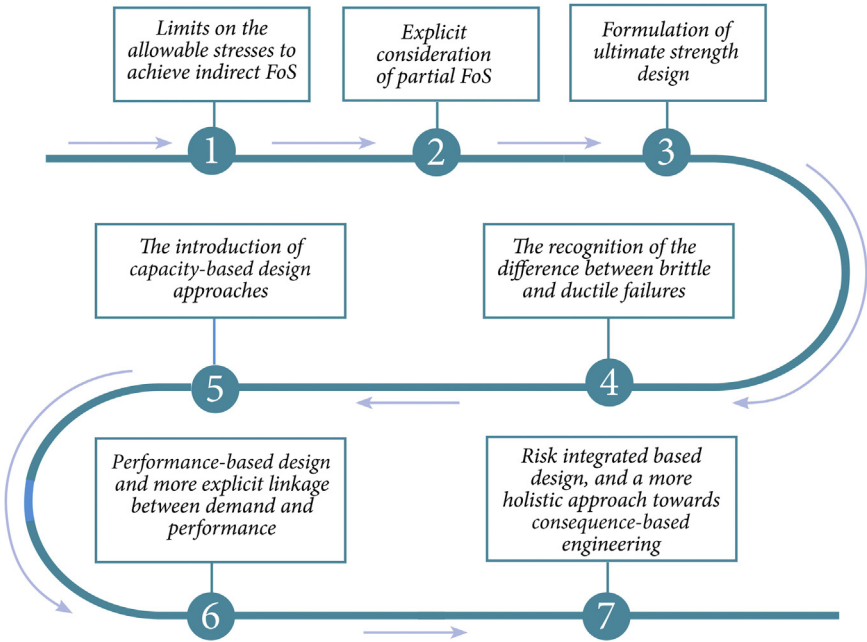 Limits on the
allowable stresses to
achieve indirect FoS
1
Explicit
consideration
of partial FoS
2
Formulation of
ultimate strength
design
3
The recognition of the
difference between brittle
and ductile failures
4
The introduction of
capacity-based design
approaches
5
Performance-based design
and more explicit linkage
between demand and
performance
6
Risk integrated based
design, and a more
holistic approach towards
consequence-based
engineering
7